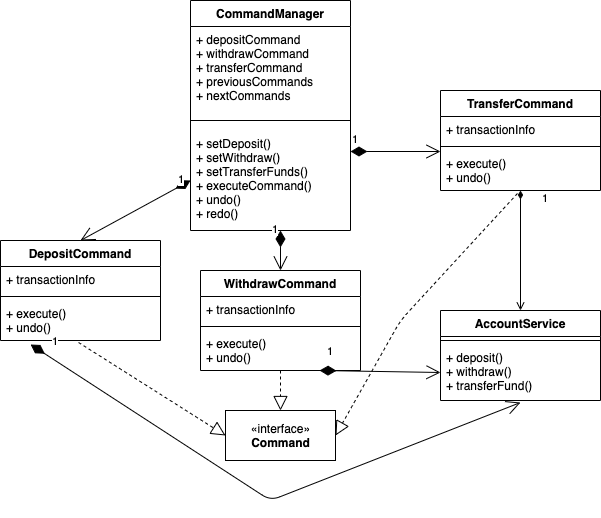 CommandManager
+ depositCommand
+ withdrawCommand
+ transferCommand
+ previousCommands
+ nextCommands
+ setDeposit()
+ setWithdraw()
+ setTransferFunds()
+ executeCommand()
+ undo()
+ redo()
1
1
1
TransferCommand
+ transactionInfo
+ execute()
+ undo()
1
DepositCommand
+ transactionInfo
+ execute()
+ undo()
1
WithdrawCommand
+ transactionInfo
+ execute()
+ undo()
1
AccountService
+ deposit()
+ withdraw()
+ transferFund()
«interface»
Command